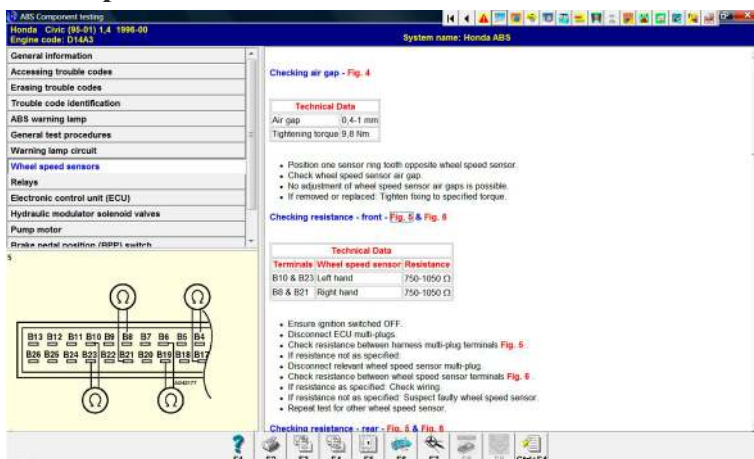 ABS Component testing
Honda Civic (95-01) 1,4 1996-00
Engine code: D14A3
System name: Honda ABS
General information
Accessing trouble codes
Erasing trouble codes
Trouble code identification
ABS warning lamp
General test procedures
Warning lamp circuit
Wheel speed sensors
Relays
Electronic control unit (ECU)
Hydraulic modulator solenoid valves
Pump motor
Brake pedal position (BPP) switch
5
Ω Ω
B13 B12 B11 B10 B9 B8 B7 B6 B5 B4
B26 B25 B24 B23 B22 B21 B20 B19 B18 B17
Ω Ω
Checking air gap - Fig. 4
Technical Data
Air gap 0,4-1 mm
Tightening torque 9,8 Nm
• Position one sensor ring tooth opposite wheel speed sensor.
• Check wheel speed sensor air gap.
• No adjustment of wheel speed sensor air gaps is possible.
• If removed or replaced: Tighten fixing to specified torque.
Checking resistance - front - Fig. 5 & Fig. 6
Technical Data
Terminals Wheel speed sensor Resistance
B10 & B23 Left hand 750-1050 Ω
B8 & B21 Right hand 750-1050 Ω
• Ensure ignition switched OFF.
• Disconnect ECU multi-plugs.
• Check resistance between harness multi-plug terminals Fig. 5
• If resistance not as specified:
• Disconnect relevant wheel speed sensor multi-plug.
• Check resistance between wheel speed sensor terminals Fig. 6
• If resistance as specified: Check wiring.
• If resistance not as specified: Suspect faulty wheel speed sensor.
• Repeat test for other wheel speed sensor.
Checking resistance - rear - Fig. 5 & Fig. 6
F1 F2 F3 F4 F5 F6 F7 F8 F9 Ctrl+F4